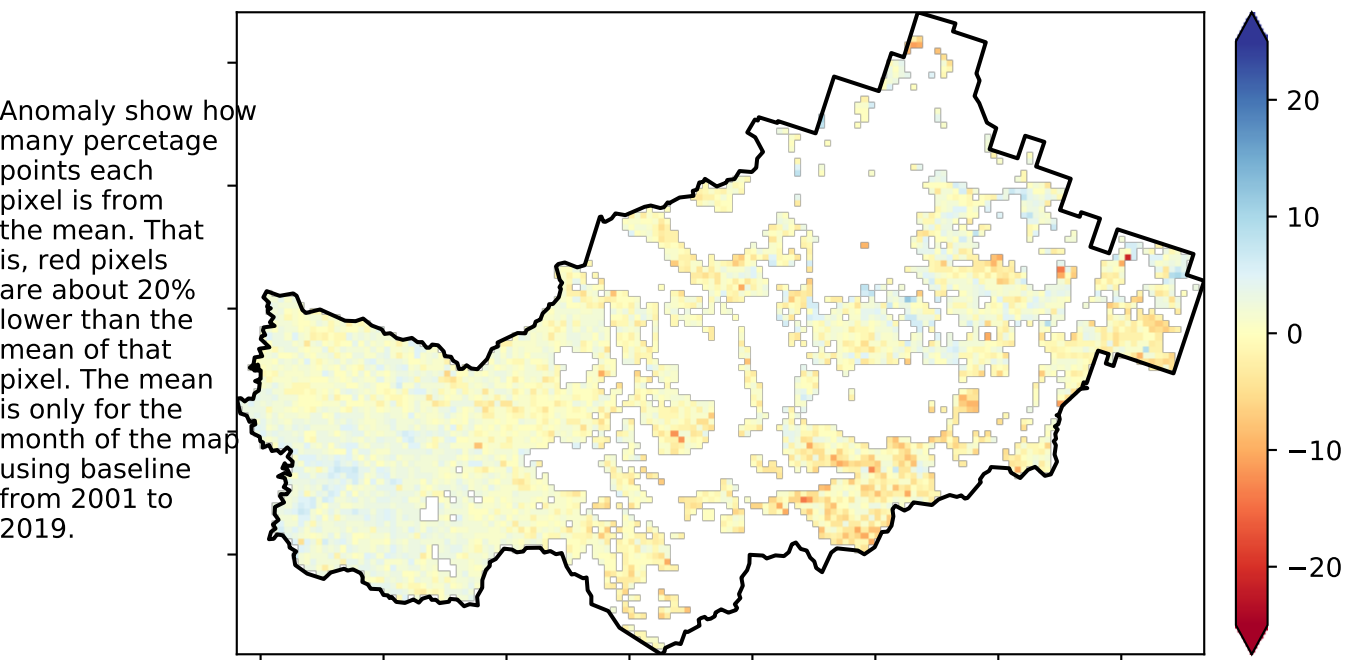 Anomaly show how
many percetage
points each
pixel is from
the mean. That
is, red pixels
are about 20%
lower than the
mean of that
pixel. The mean
is only for the
month of the map
using baseline
from 2001 to
2019.
20
10
0
−10
−20